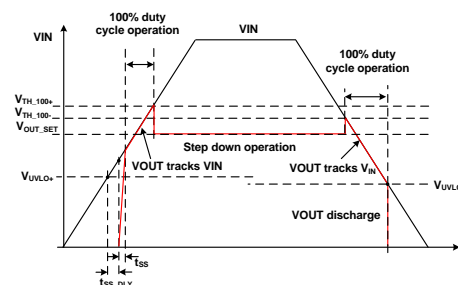 100% duty
cycle operation
VIN
100% duty
cycle operation
VTH_100+
VTH_100-
VOUT_SET
Step down operation
VOUT tracks VIN
VOUT tracks VIN
VUVLO+
VUVLO
VOUT discharge
tSS
tSS_DLY